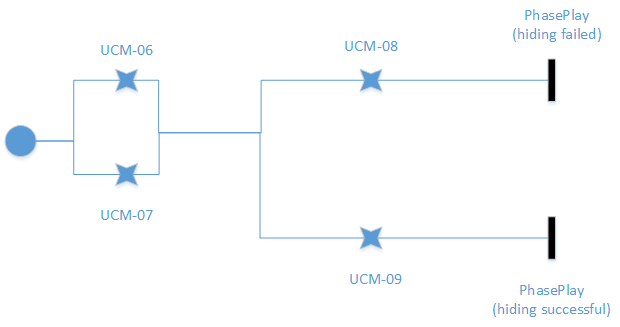 PhasePlay
(hiding failed)
UCM-06
UCM-08
UCM-07
UCM-09
PhasePlay
(hiding successful)